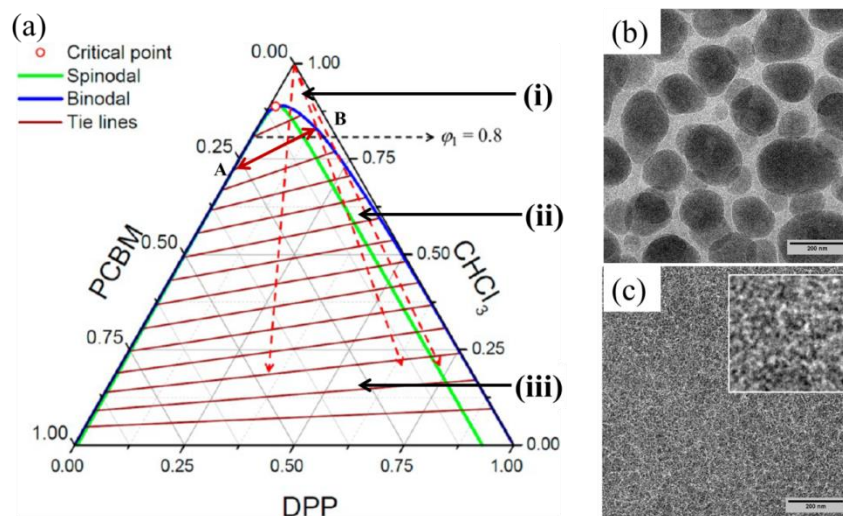 (a)
Critical point
Spinodal
Binodal
Tie lines
0.00
1.00
(i)
B
φ₁ = 0.8
0.25
0.75
A
(ii)
PCBM
CHCl₃
0.50
0.50
0.75
0.25
(iii)
1.00
0.00
0.00
0.25
0.50
0.75
1.00
DPP
(b)
200 nm
(c)
200 nm